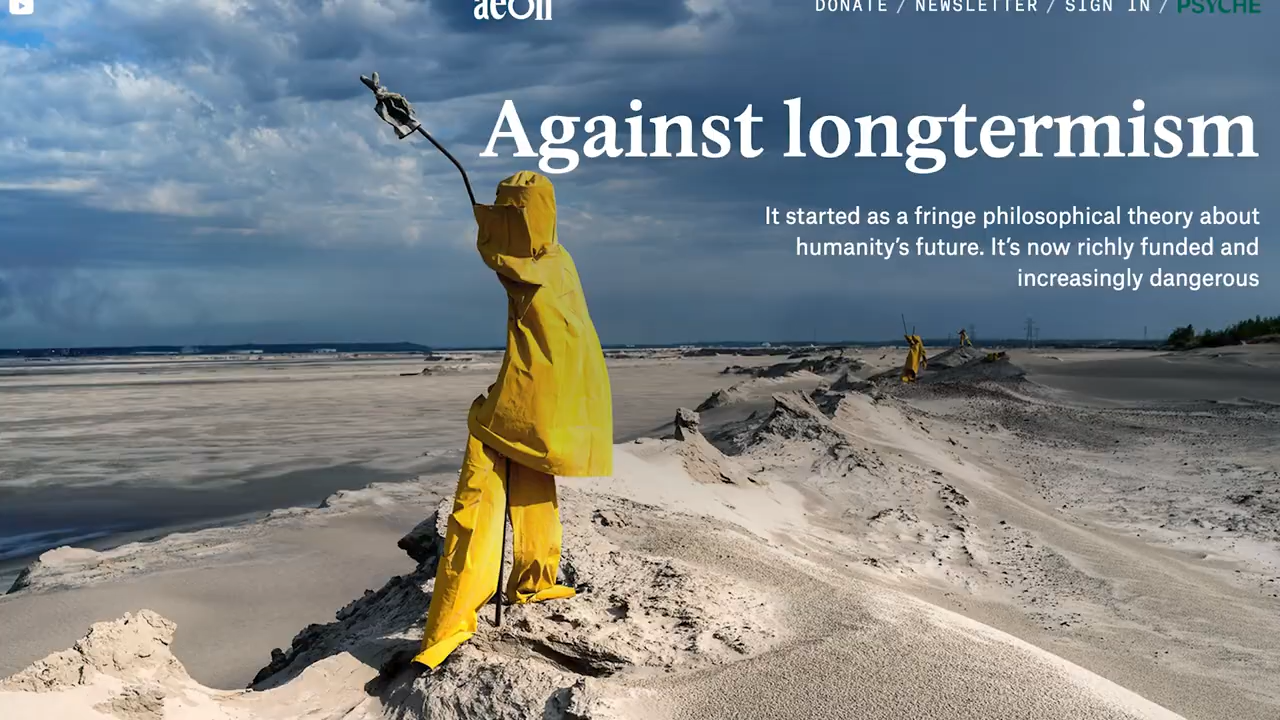 aeon
DONATE / NEWSLETTER / SIGN IN / PSYCHE
Against longtermism
It started as a fringe philosophical theory about
humanity’s future. It’s now richly funded and
increasingly dangerous